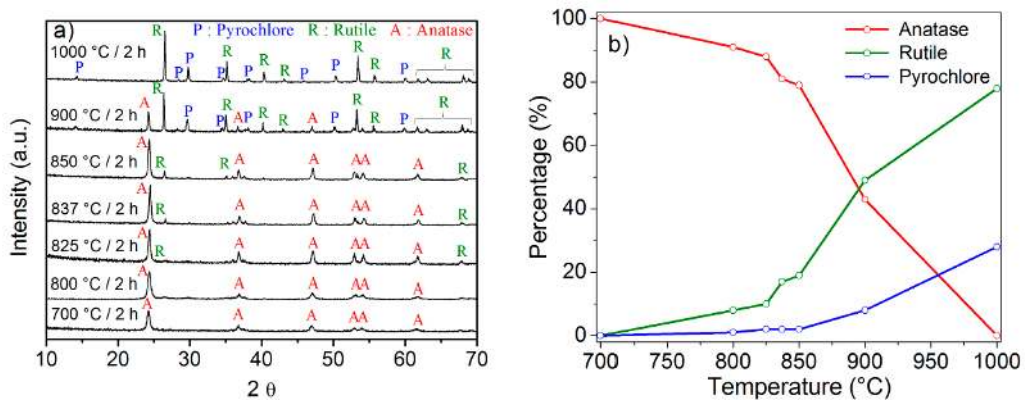 a)
P : Pyrochlore R : Rutile A : Anatase
1000 °C / 2 h
P R P P P R R R P P R R P R
900 °C / 2 h
A R P P R A P R R A P R R P R
850 °C / 2 h
A R R A A A A A R
837 °C / 2 h
A R A A A A A R
825 °C / 2 h
A R A A A A A R
800 °C / 2 h
A A A A A A
700 °C / 2 h
A A A A A A
10 20 30 40 50 60 70
2 θ
Intensity (a.u.)
b)
Anatase
Rutile
Pyrochlore
100
80
60
40
20
0
700 750 800 850 900 950 1000
Temperature (°C)
Percentage (%)